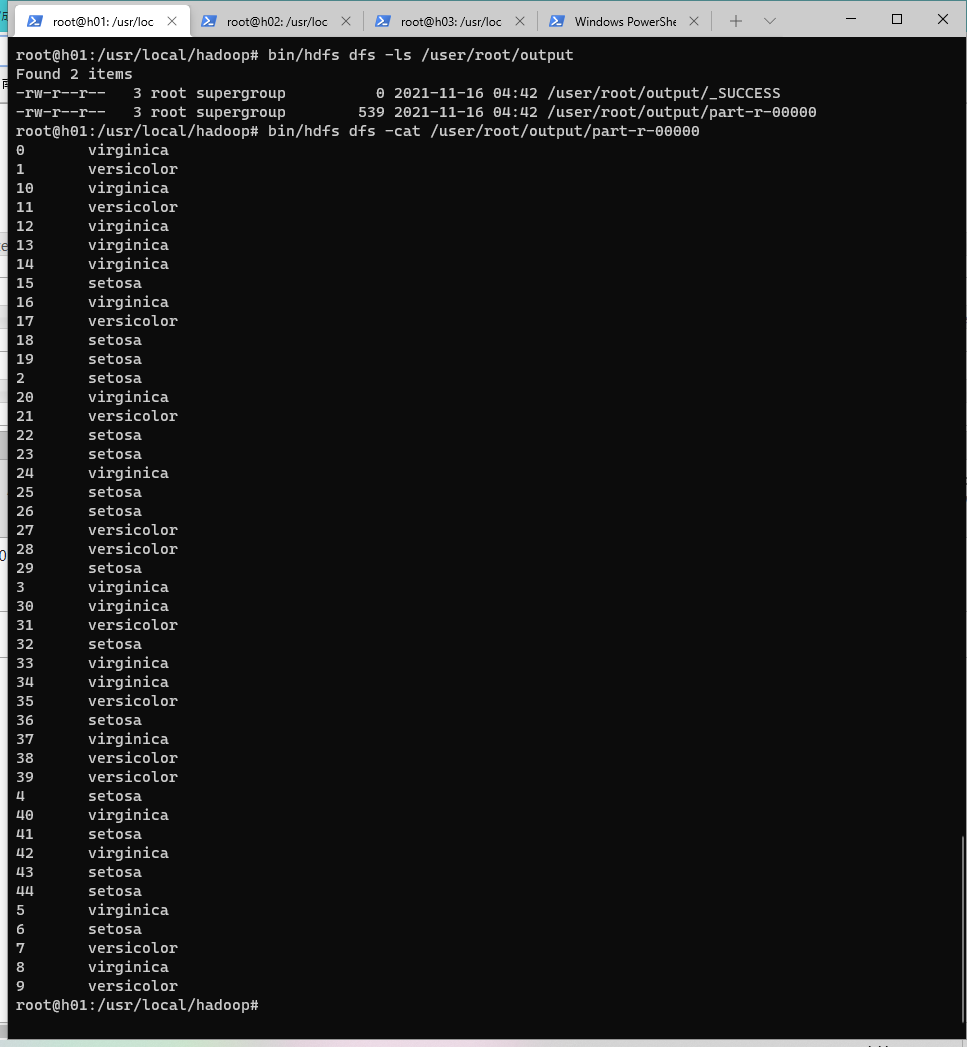 root@h01: /usr/loc
root@h02: /usr/loc
root@h03: /usr/loc
Windows PowerShe
root@h01:/usr/local/hadoop# bin/hdfs dfs -ls /user/root/output
Found 2 items
-rw-r--r--   3 root supergroup          0 2021-11-16 04:42 /user/root/output/_SUCCESS
-rw-r--r--   3 root supergroup        539 2021-11-16 04:42 /user/root/output/part-r-00000
root@h01:/usr/local/hadoop# bin/hdfs dfs -cat /user/root/output/part-r-00000
0       virginica
1       versicolor
10      virginica
11      versicolor
12      virginica
13      virginica
14      virginica
15      setosa
16      virginica
17      versicolor
18      setosa
19      setosa
2       setosa
20      virginica
21      versicolor
22      setosa
23      setosa
24      virginica
25      setosa
26      setosa
27      versicolor
28      versicolor
29      setosa
3       virginica
30      virginica
31      versicolor
32      setosa
33      virginica
34      virginica
35      versicolor
36      setosa
37      virginica
38      versicolor
39      versicolor
4       setosa
40      virginica
41      setosa
42      virginica
43      setosa
44      setosa
5       virginica
6       setosa
7       versicolor
8       virginica
9       versicolor
root@h01:/usr/local/hadoop#